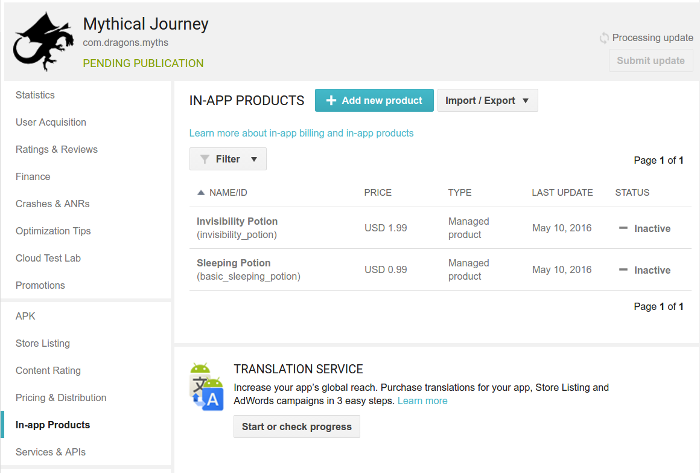 Mythical Journey
com.dragons.myths
PENDING PUBLICATION
Processing update
Submit update
Statistics
User Acquisition
Ratings & Reviews
Finance
Crashes & ANRs
Optimization Tips
Cloud Test Lab
Promotions
APK
Store Listing
Content Rating
Pricing & Distribution
In-app Products
Services & APIs
IN-APP PRODUCTS
+ Add new product
Import / Export
Learn more about in-app billing and in-app products
Filter
Page 1 of 1
NAME/ID PRICE TYPE LAST UPDATE STATUS
Invisibility Potion USD 1.99 Managed May 10, 2016 Inactive
(invisibility_potion) product
Sleeping Potion USD 0.99 Managed May 10, 2016 Inactive
(basic_sleeping_potion) product
Page 1 of 1
TRANSLATION SERVICE
Increase your app's global reach. Purchase translations for your app, Store Listing and
AdWords campaigns in 3 easy steps. Learn more
Start or check progress
文
A